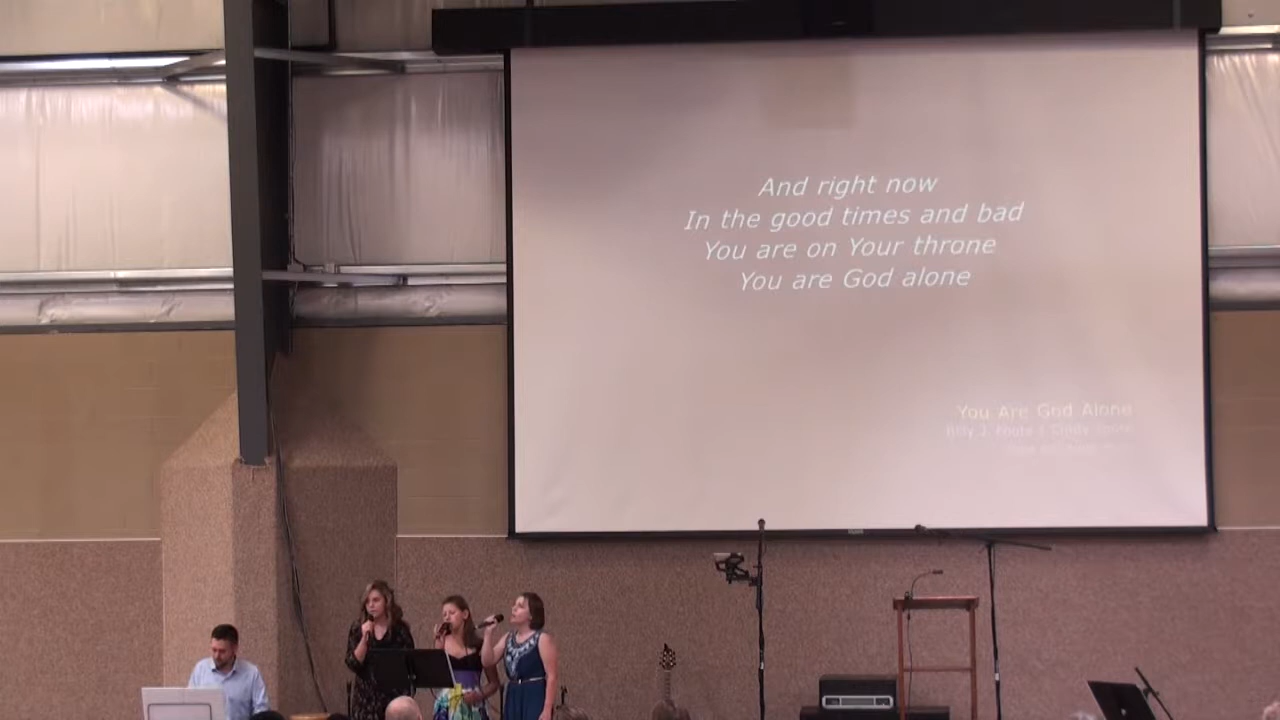 And right now
In the good times and bad
You are on Your throne
You are God alone
You Are God Alone